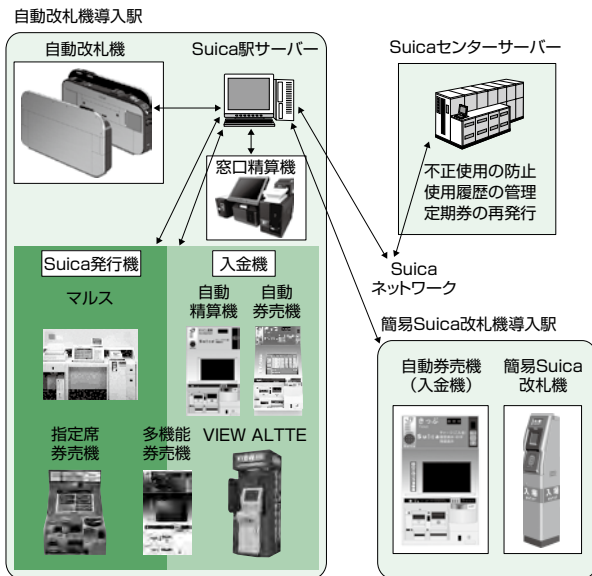 自動改札機導入駅
自動改札機
Suica駅サーバー
Suicaセンターサーバー
窓口精算機
不正使用の防止
使用履歴の管理
定期券の再発行
Suica発行機
入金機
Suica
ネットワーク
マルス
自動
精算機
自動
券売機
簡易Suica改札機導入駅
自動券売機
（入金機）
簡易Suica
改札機
指定席
券売機
多機能
券売機
VIEW ALTTE
きっぷ
Suica
入場